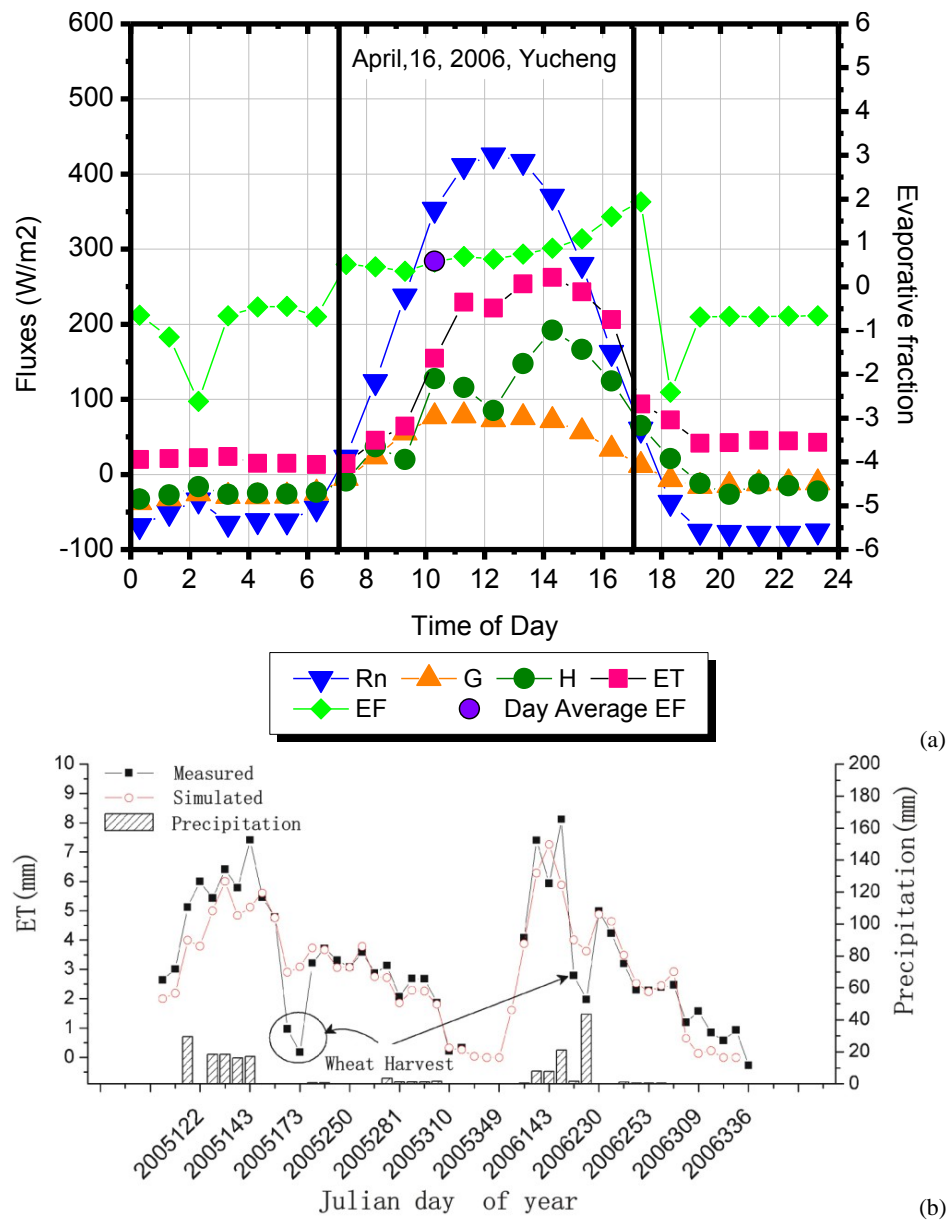 April,16, 2006, Yucheng
600
500
400
300
200
100
0
-100
Fluxes (W/m2)
6
5
4
3
2
1
0
-1
-2
-3
-4
-5
-6
Evaporative fraction
0 2 4 6 8 10 12 14 16 18 20 22 24
Time of Day
Rn G H ET
EF Day Average EF
(a)
Measured
Simulated
Precipitation
10
9
8
7
6
5
4
3
2
1
0
ET(mm)
200
180
160
140
120
100
80
60
40
20
0
Precipitation(mm)
Wheat Harvest
2005122 2005143 2005173 2005250 2005281 2005310 2005349 2006143 2006230 2006253 2006309 2006336
Julian day of year
(b)